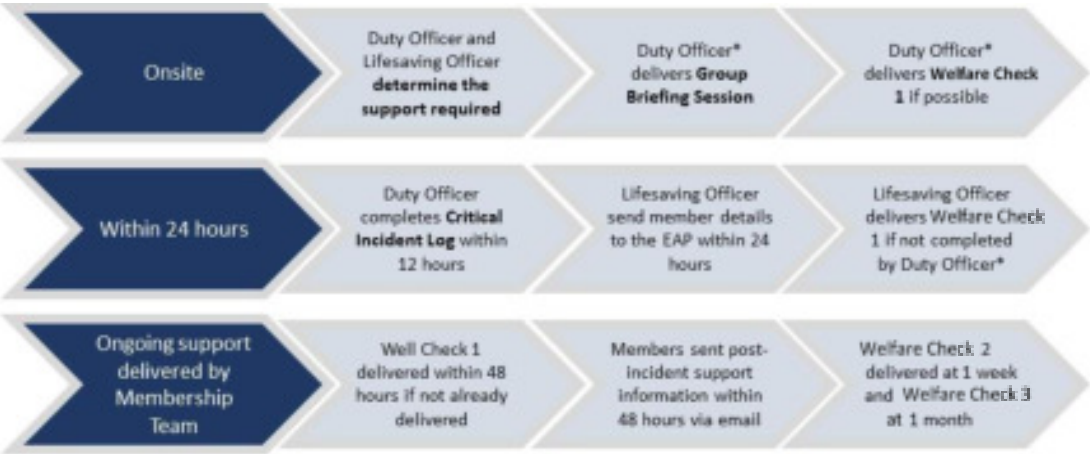 Onsite
Duty Officer and
Lifesaving Officer
determine the
support required
Duty Officer*
delivers Group
Briefing Session
Duty Officer*
delivers Welfare Check
1 if possible
Within 24 hours
Duty Officer
completes Critical
Incident Log within
12 hours
Lifesaving Officer
send member details
to the EAP within 24
hours
Lifesaving Officer
delivers Welfare Check
1 if not completed
by Duty Officer*
Ongoing support
delivered by
Membership
Team
Well Check 1
delivered within 48
hours if not already
delivered
Members sent post-
incident support
information within
48 hours via email
Welfare Check 2
delivered at 1 week
and Welfare Check 3
at 1 month